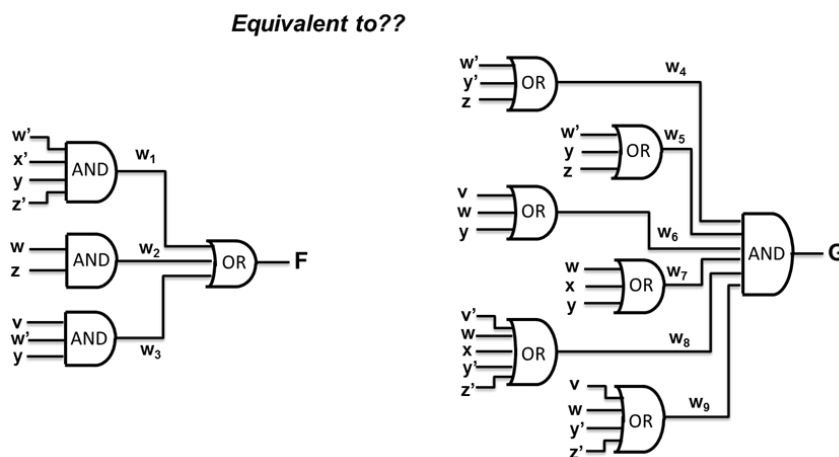 Equivalent to??
w'
x'
y
z'
AND
w1
w
z
AND
w2
v
w'
y
AND
w3
OR
F
w'
y'
z
OR
w4
w'
y
z
OR
w5
v
w
y
OR
w6
w
x
y
OR
w7
v'
w
x
y'
z'
OR
w8
v
w
y'
z'
OR
w9
AND
G